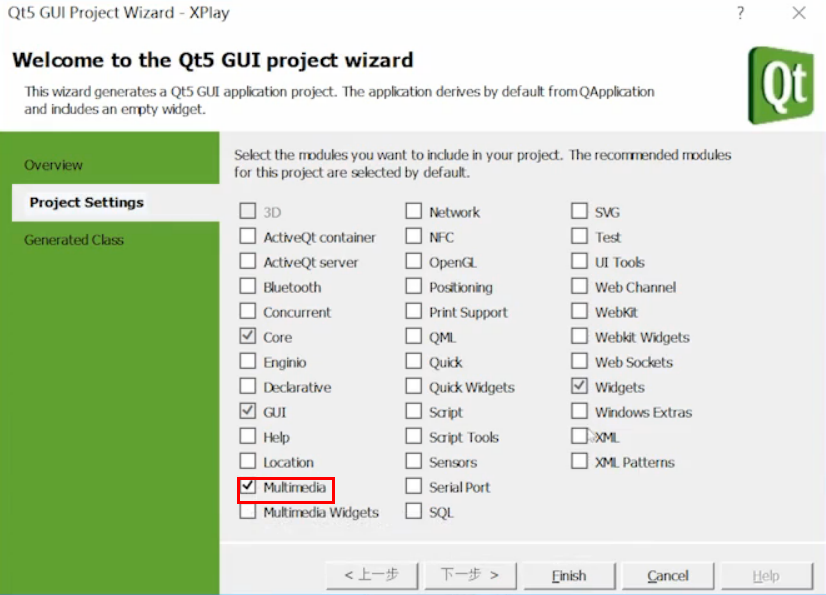 Qt5 GUI Project Wizard - XPlay
?
Welcome to the Qt5 GUI project wizard
This wizard generates a Qt5 GUI application project. The application derives by default from QApplication
and includes an empty widget.
Qt
Overview
Project Settings
Generated Class
Select the modules you want to include in your project. The recommended modules
for this project are selected by default.
3D
ActiveQt container
ActiveQt server
Bluetooth
Concurrent
Core
Enginio
Declarative
GUI
Help
Location
Multimedia
Multimedia Widgets
Network
NFC
OpenGL
Positioning
Print Support
QML
Quick
Quick Widgets
Script
Script Tools
Sensors
Serial Port
SQL
SVG
Test
UI Tools
Web Channel
WebKit
Webkit Widgets
Web Sockets
Widgets
Windows Extras
XML
XML Patterns
< 上一步
下一步 >
Finish
Cancel
Help